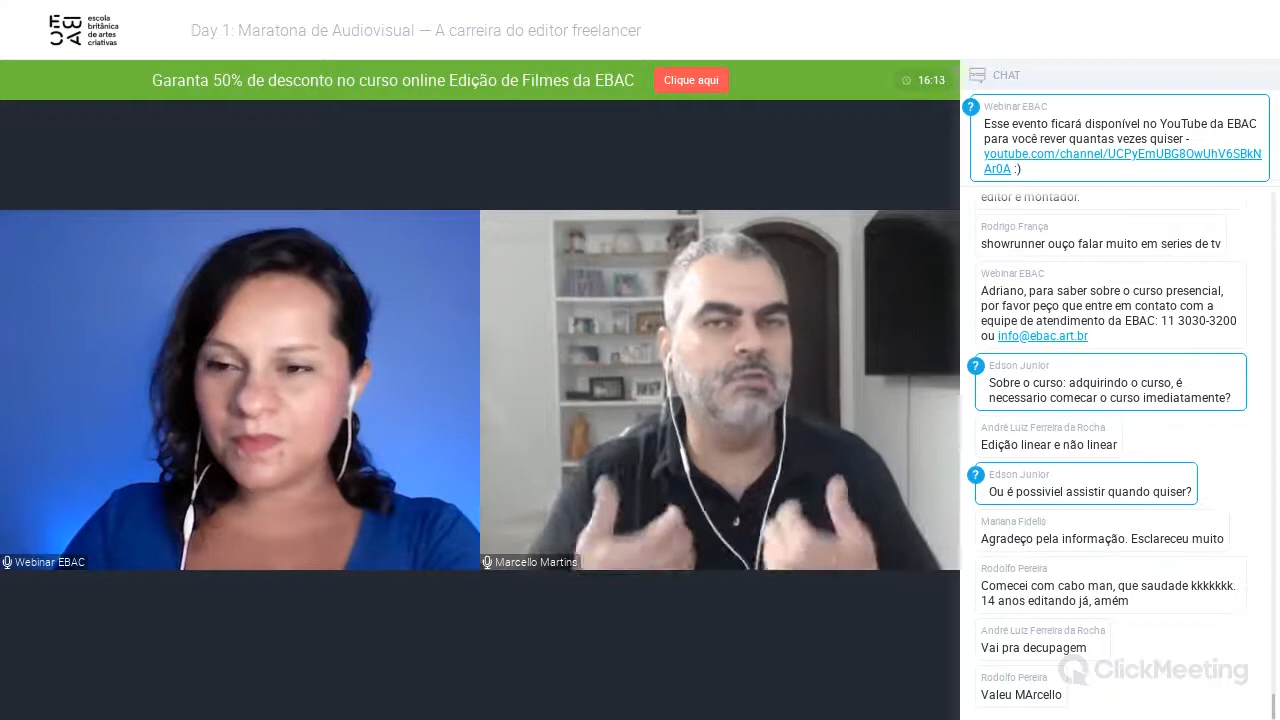 escola
britânica
de artes
criativas
EBAC
Day 1: Maratona de Audiovisual — A carreira do editor freelancer
Garanta 50% de desconto no curso online Edição de Filmes da EBAC
Clique aqui
16:13
CHAT
?
Webinar EBAC
Esse evento ficará disponível no YouTube da EBAC
para você rever quantas vezes quiser -
youtube.com/channel/UCPyEmUBG8OwUhV6SBkN
Ar0A :)
editor e montador.
Rodrigo França
showrunner ouço falar muito em series de tv
Webinar EBAC
Adriano, para saber sobre o curso presencial,
por favor peço que entre em contato com a
equipe de atendimento da EBAC: 11 3030-3200
ou info@ebac.art.br
?
Edson Junior
Sobre o curso: adquirindo o curso, é
necessario comecar o curso imediatamente?
André Luiz Ferreira da Rocha
Edição linear e não linear
?
Edson Junior
Ou é possiviel assistir quando quiser?
Mariana Fidelis
Agradeço pela informação. Esclareceu muito
Rodolfo Pereira
Comecei com cabo man, que saudade kkkkkkk.
14 anos editando já, amém
André Luiz Ferreira da Rocha
Vai pra decupagem
Rodolfo Pereira
Valeu MArcello
ClickMeeting
Webinar EBAC
Marcello Martins